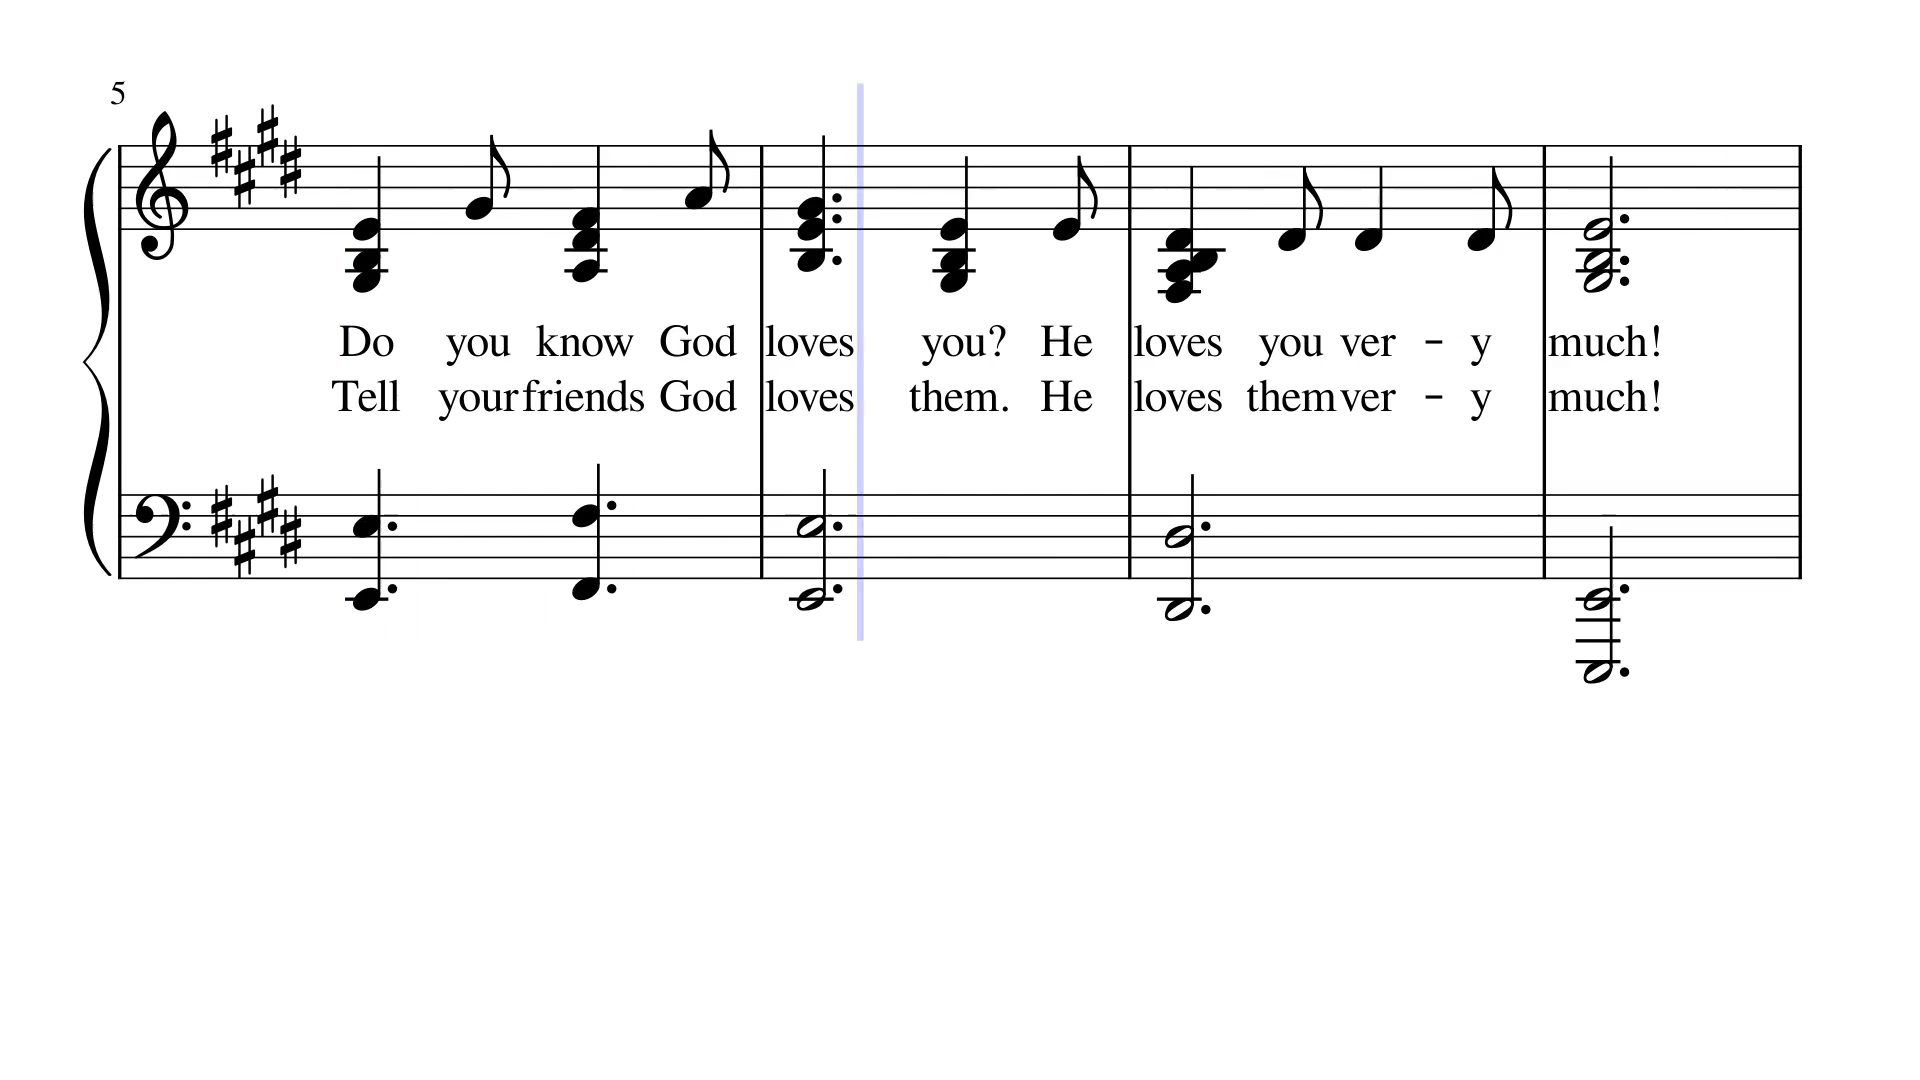 5
Do you know God loves you? He loves you ver - y much!
Tell your friends God loves them. He loves them ver - y much!